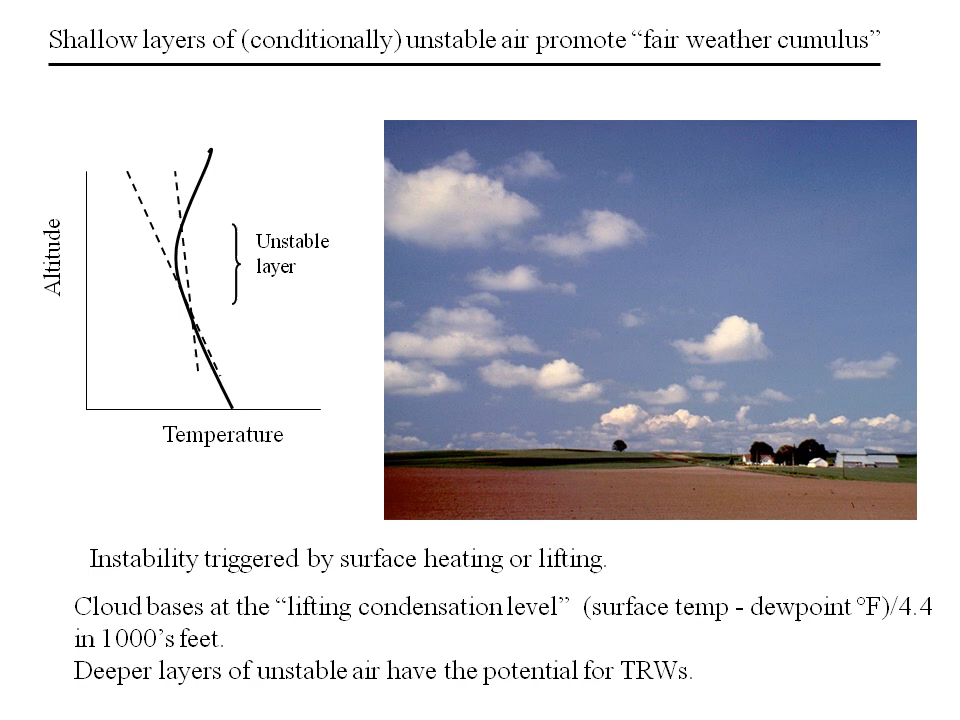 Shallow layers of (conditionally) unstable air promote “fair weather cumulus”
Altitude
Unstable
layer
Temperature
Instability triggered by surface heating or lifting.
Cloud bases at the “lifting condensation level”  (surface temp - dewpoint °F)/4.4
in 1000’s feet.
Deeper layers of unstable air have the potential for TRWs.